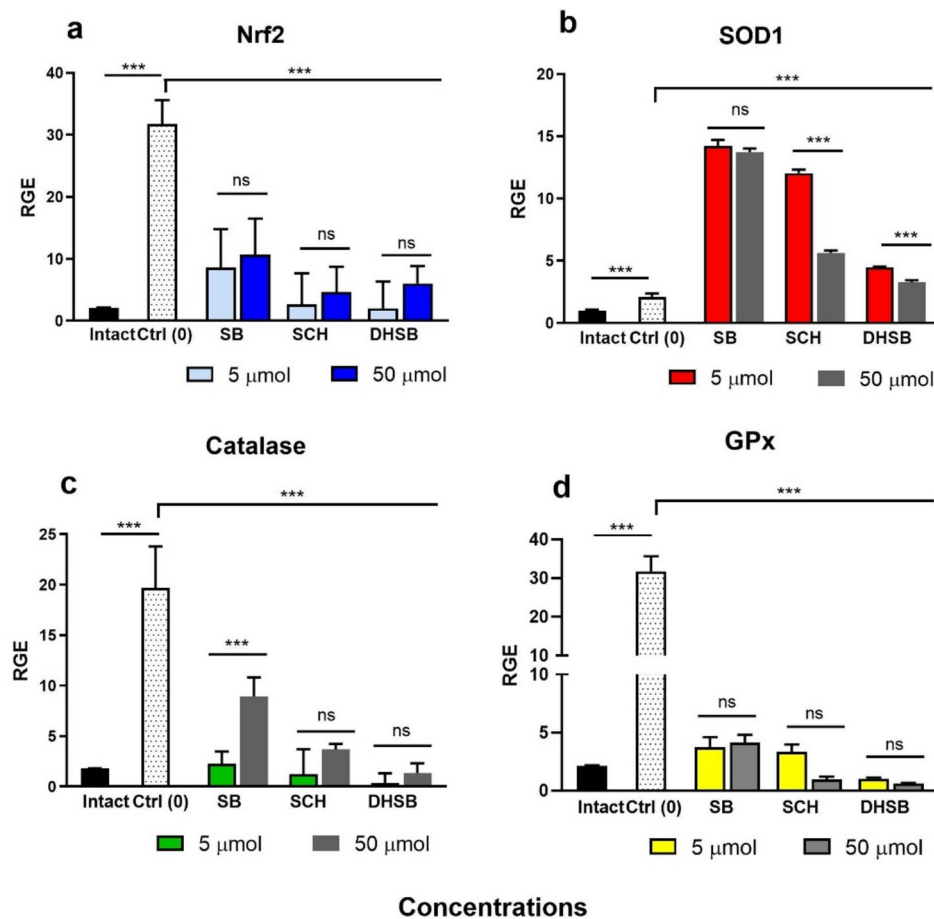 a
Nrf2
***
***
40
30
20
10
0
RGE
ns
ns
ns
Intact Ctrl (0) SB SCH DHSB
5 μmol 50 μmol
b
SOD1
20
15
10
5
0
RGE
***
***
ns
***
***
Intact Ctrl (0) SB SCH DHSB
5 μmol 50 μmol
Catalase
c
***
***
25
20
15
10
5
0
RGE
***
ns
ns
Intact Ctrl (0) SB SCH DHSB
5 μmol 50 μmol
GPx
d
***
***
40
30
20
10
10
5
0
RGE
ns
ns
ns
Intact Ctrl (0) SB SCH DHSB
5 μmol 50 μmol
Concentrations